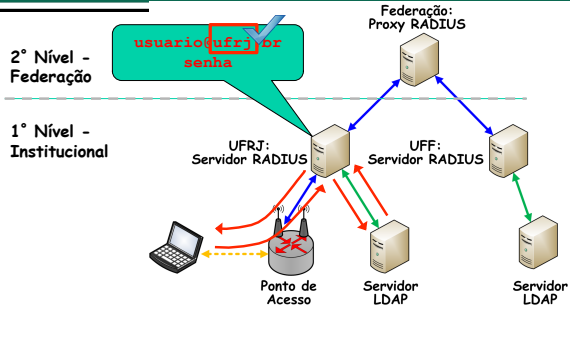 Federação:
Proxy RADIUS
usuario@ufrj.br
senha
2° Nível -
Federação
1° Nível -
Institucional
UFRJ:
Servidor RADIUS
UFF:
Servidor RADIUS
Ponto de
Acesso
Servidor
LDAP
Servidor
LDAP